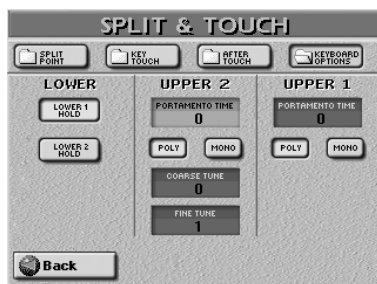 SPLIT & TOUCH
SPLIT POINT
KEY TOUCH
AFTER TOUCH
KEYBOARD OPTIONS
LOWER
UPPER 2
UPPER 1
LOWER 1 HOLD
LOWER 2 HOLD
PORTAMENTO TIME
0
POLY
MONO
COARSE TUNE
0
FINE TUNE
1
PORTAMENTO TIME
0
POLY
MONO
Back